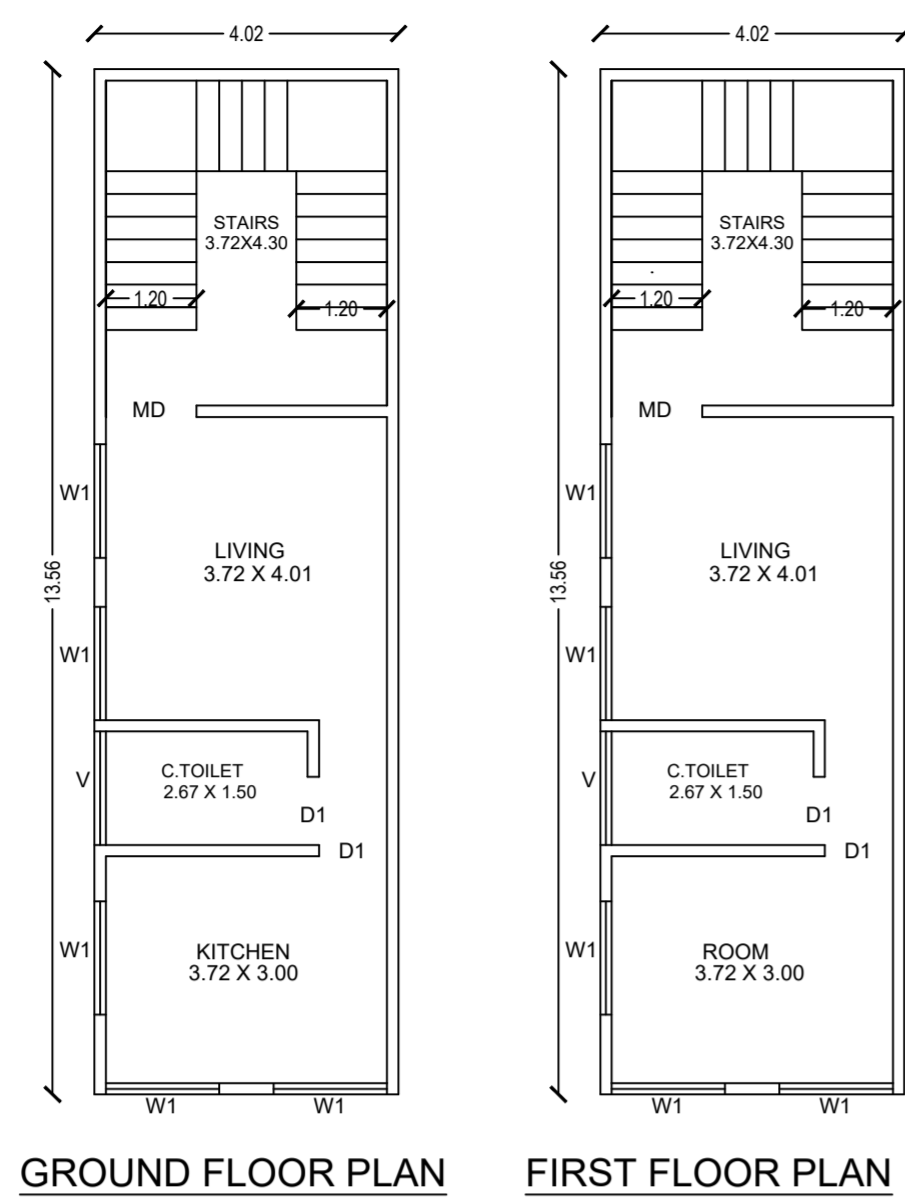 4.02
STAIRS
3.72X4.30
1.20
1.20
MD
W1
LIVING
3.72 X 4.01
13.56
W1
C.TOILET
2.67 X 1.50
V
D1
D1
KITCHEN
3.72 X 3.00
W1
W1
W1
GROUND FLOOR PLAN
4.02
STAIRS
3.72X4.30
1.20
1.20
MD
W1
LIVING
3.72 X 4.01
13.56
W1
C.TOILET
2.67 X 1.50
V
D1
D1
ROOM
3.72 X 3.00
W1
W1
W1
FIRST FLOOR PLAN